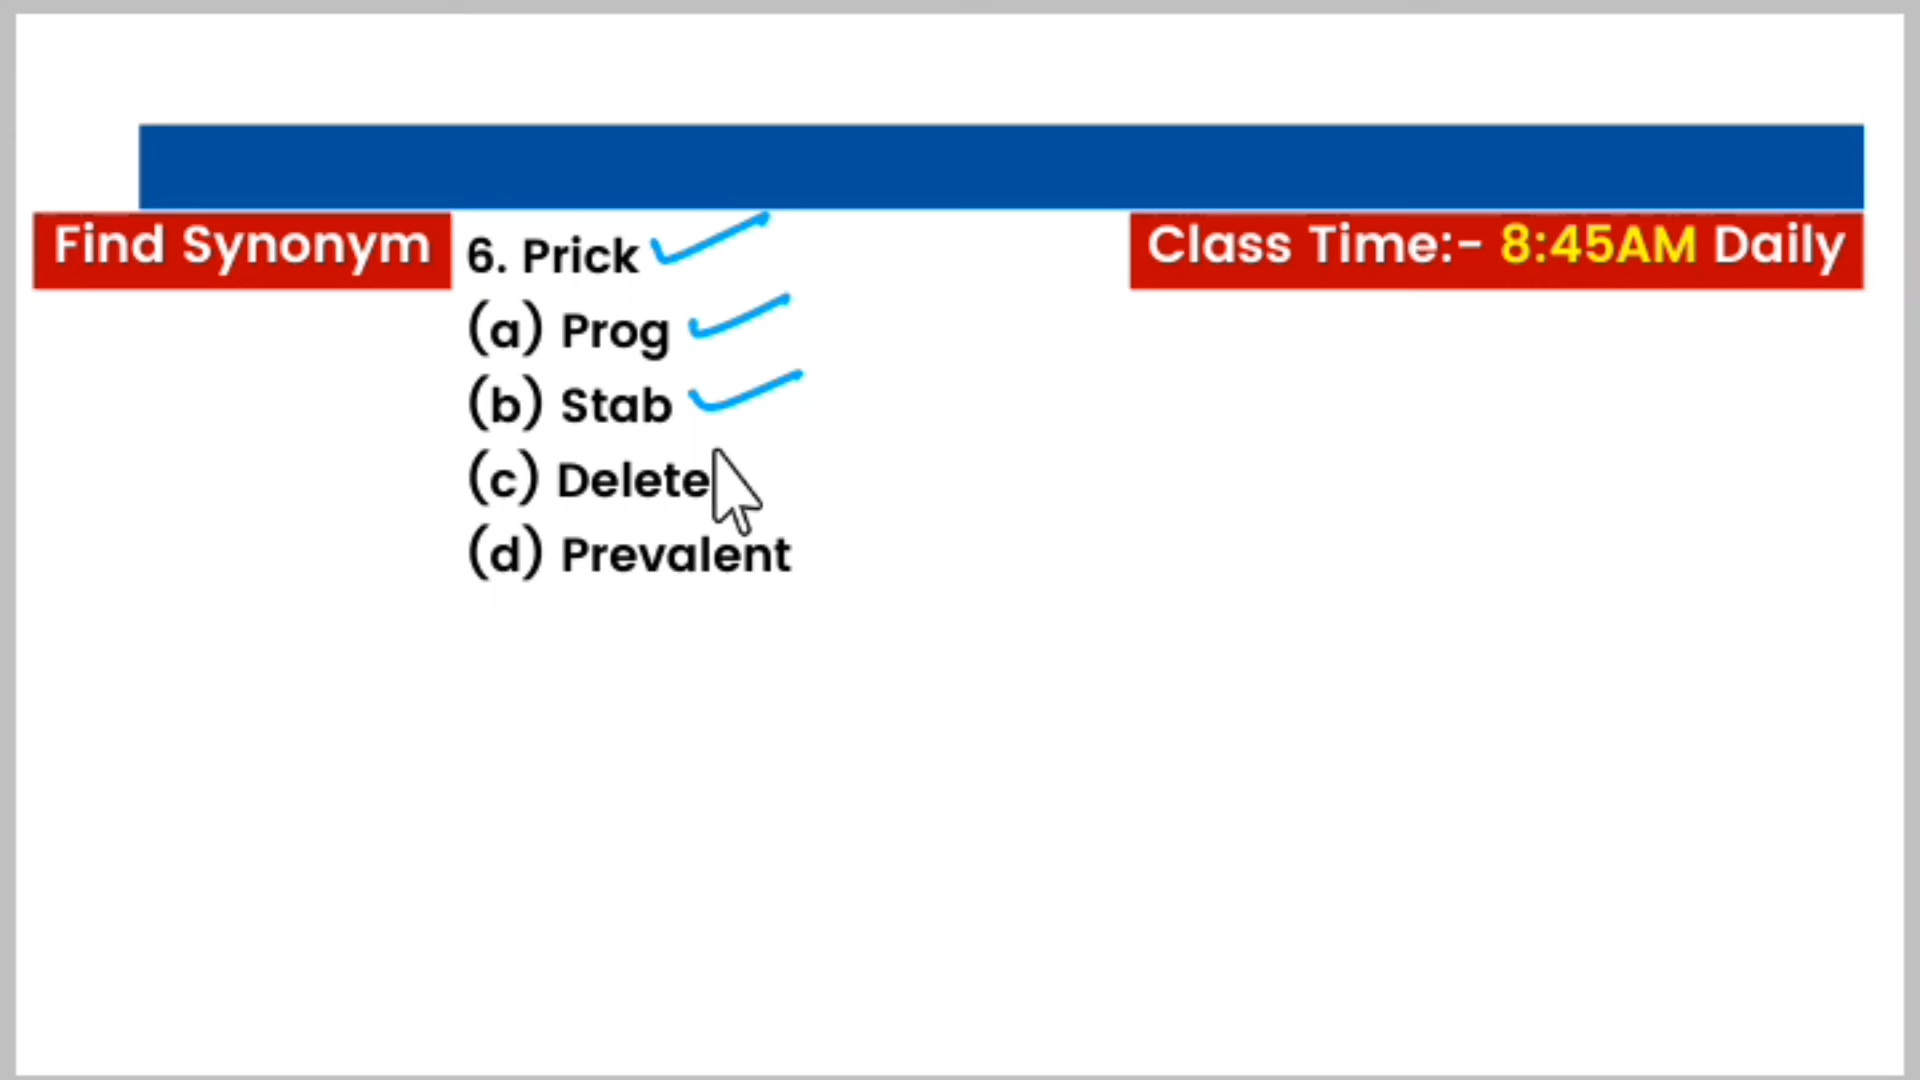 Find Synonym
6. Prick
(a) Prog
(b) Stab
(c) Delete
(d) Prevalent
Class Time:- 8:45AM Daily